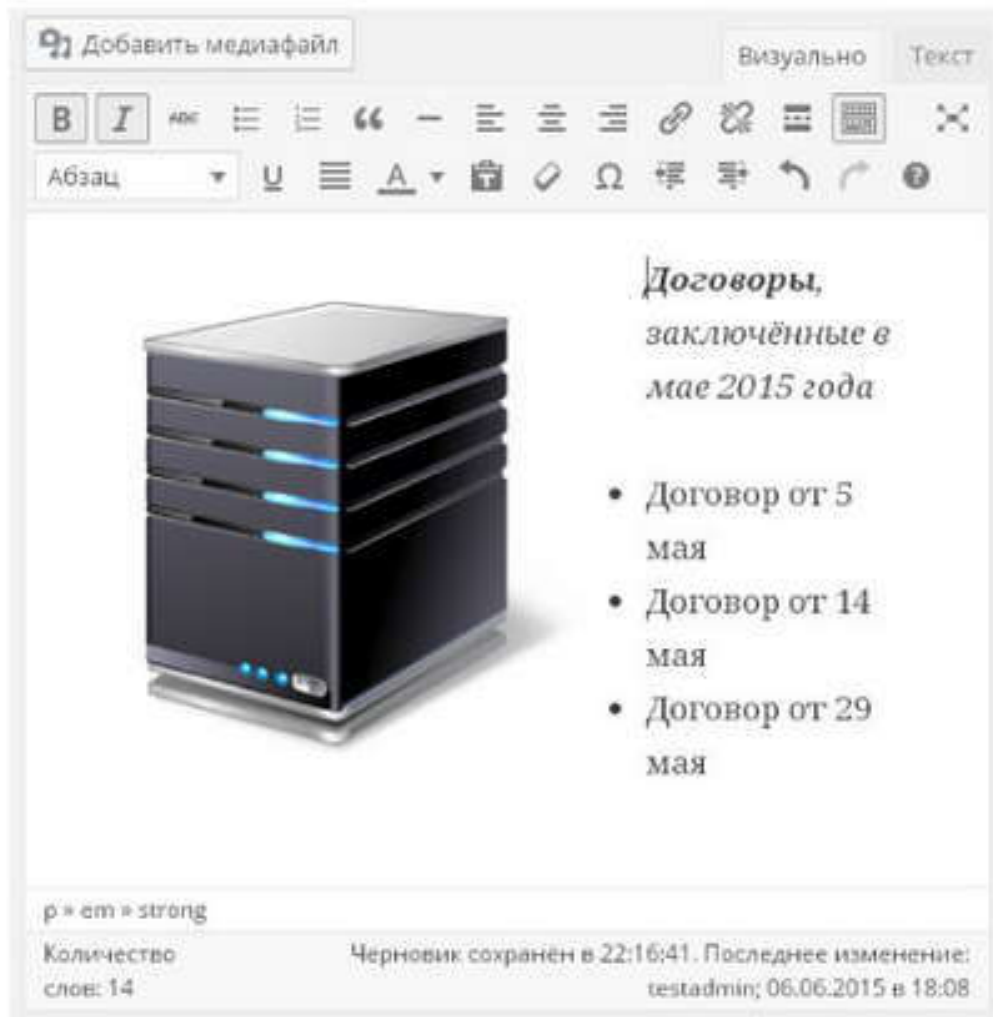 Добавить медиафайл
Визуально
Текст
B I ABC
Абзац
U A T Ω
Договоры,
заключённые в
мае 2015 года
• Договор от 5
мая
• Договор от 14
мая
• Договор от 29
мая
p » em » strong
Количество
слов: 14
Черновик сохранён в 22:16:41. Последнее изменение:
testadmin; 06.06.2015 в 18:08